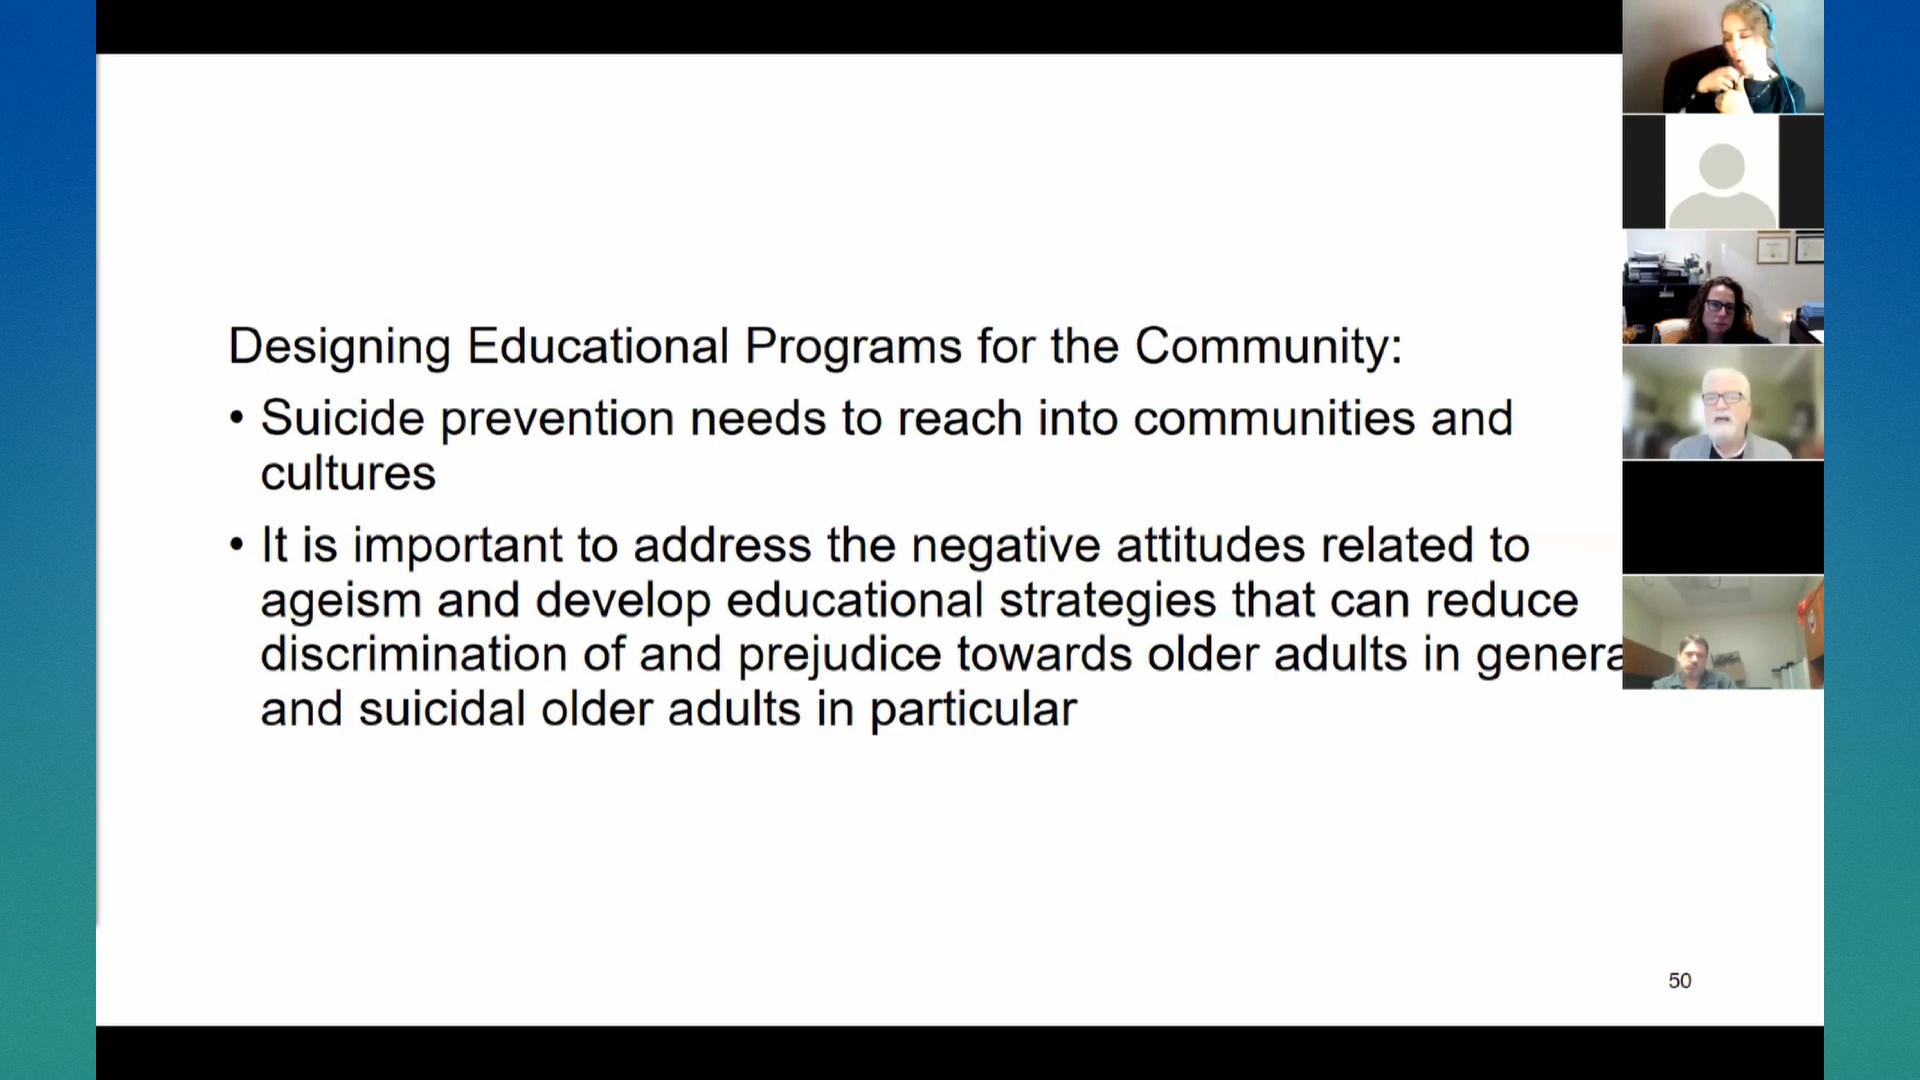 Designing Educational Programs for the Community:
• Suicide prevention needs to reach into communities and
cultures
• It is important to address the negative attitudes related to
ageism and develop educational strategies that can reduce
discrimination of and prejudice towards older adults in genera
and suicidal older adults in particular
50